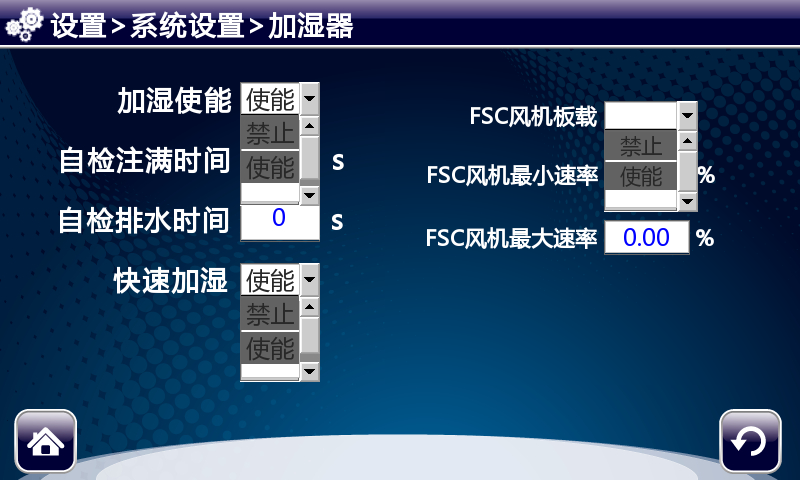 设置>系统设置>加湿器
加湿使能 使能
禁止
使能
自检注满时间 S
自检排水时间 0 S
快速加湿 使能
禁止
使能
FSC风机板载
禁止
使能
FSC风机最小速率 %
FSC风机最大速率 0.00 %